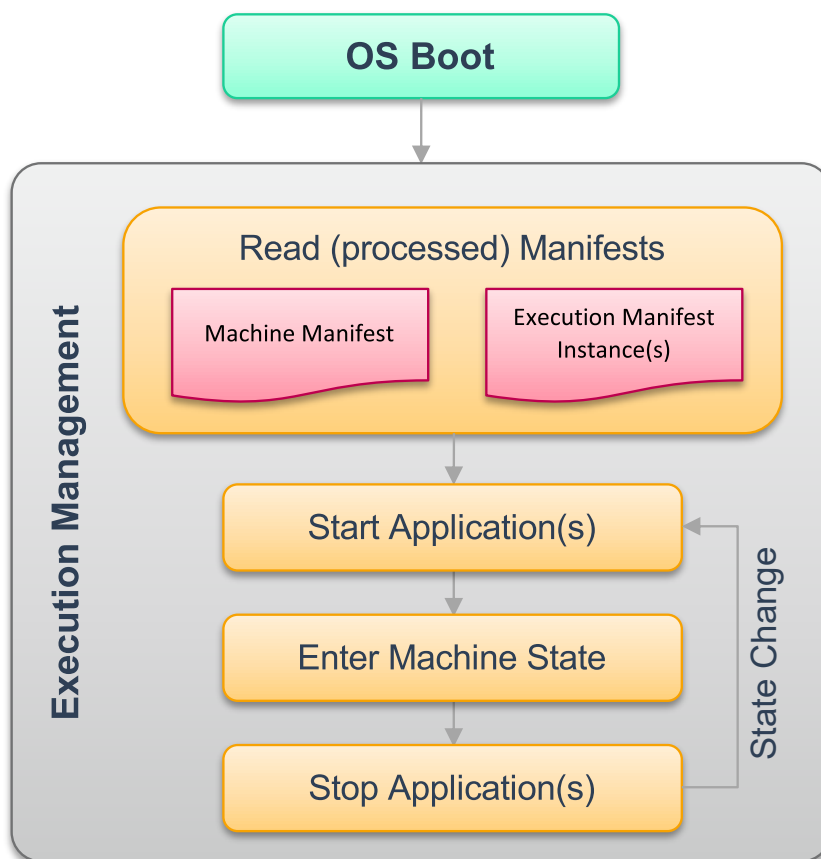 OS Boot
Execution Management
Read (processed) Manifests
Machine Manifest
Execution Manifest
Instance(s)
Start Application(s)
Enter Machine State
Stop Application(s)
State Change